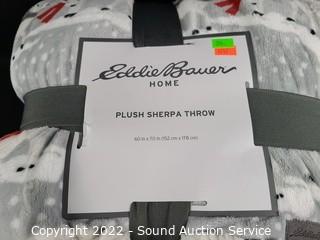 Eddie Bauer
HOME
PLUSH SHERPA THROW
60 in x 70 in (152 cm x 178 cm)
Copyright 2022 - Sound Auction Service